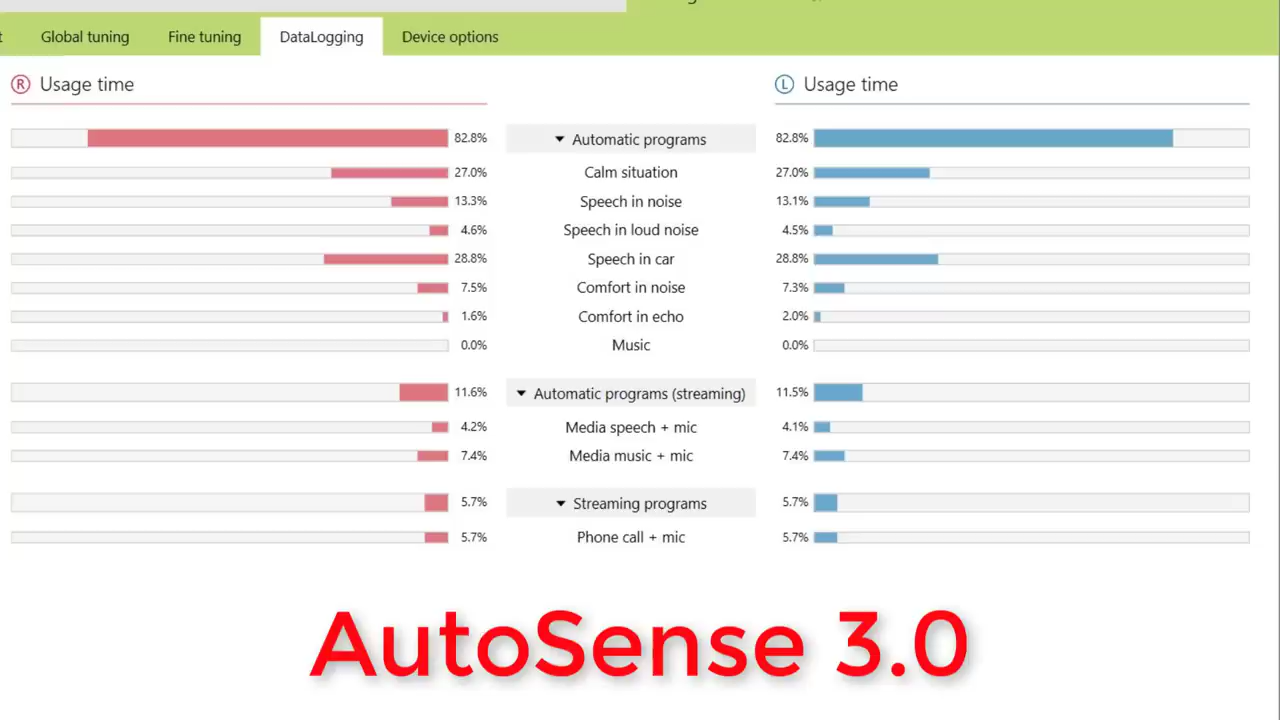 t Global tuning Fine tuning DataLogging Device options
R Usage time L Usage time
82.8% Automatic programs 82.8%
27.0% Calm situation 27.0%
13.3% Speech in noise 13.1%
4.6% Speech in loud noise 4.5%
28.8% Speech in car 28.8%
7.5% Comfort in noise 7.3%
1.6% Comfort in echo 2.0%
0.0% Music 0.0%
11.6% Automatic programs (streaming) 11.5%
4.2% Media speech + mic 4.1%
7.4% Media music + mic 7.4%
5.7% Streaming programs 5.7%
5.7% Phone call + mic 5.7%
AutoSense 3.0